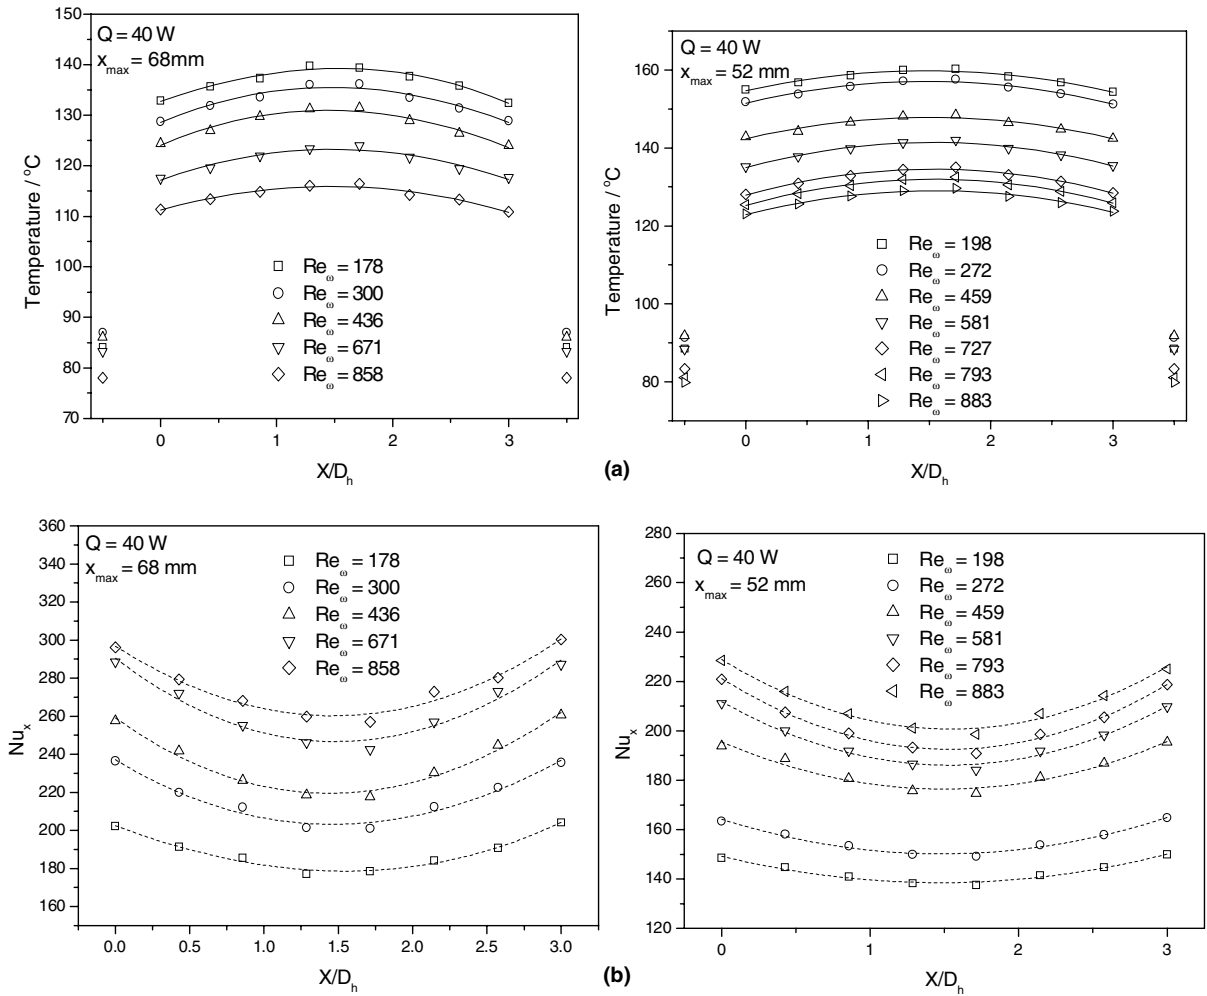 Q = 40 W
x_max = 68mm
150
140
130
120
110
100
90
80
70
Temperature / °C
Re_ω = 178
Re_ω = 300
Re_ω = 436
Re_ω = 671
Re_ω = 858
0
1
2
3
X/D_h
Q = 40 W
x_max = 52 mm
160
140
120
100
80
Temperature / °C
Re_ω = 198
Re_ω = 272
Re_ω = 459
Re_ω = 581
Re_ω = 727
Re_ω = 793
Re_ω = 883
0
1
2
3
X/D_h
(a)
Q = 40 W
x_max = 68 mm
360
340
320
300
280
260
240
220
200
180
160
Nu_x
Re_ω = 178
Re_ω = 300
Re_ω = 436
Re_ω = 671
Re_ω = 858
0.0
0.5
1.0
1.5
2.0
2.5
3.0
X/D_h
Q = 40 W
x_max = 52 mm
280
260
240
220
200
180
160
140
120
Nu_x
Re_ω = 198
Re_ω = 272
Re_ω = 459
Re_ω = 581
Re_ω = 793
Re_ω = 883
0
1
2
3
X/D_h
(b)